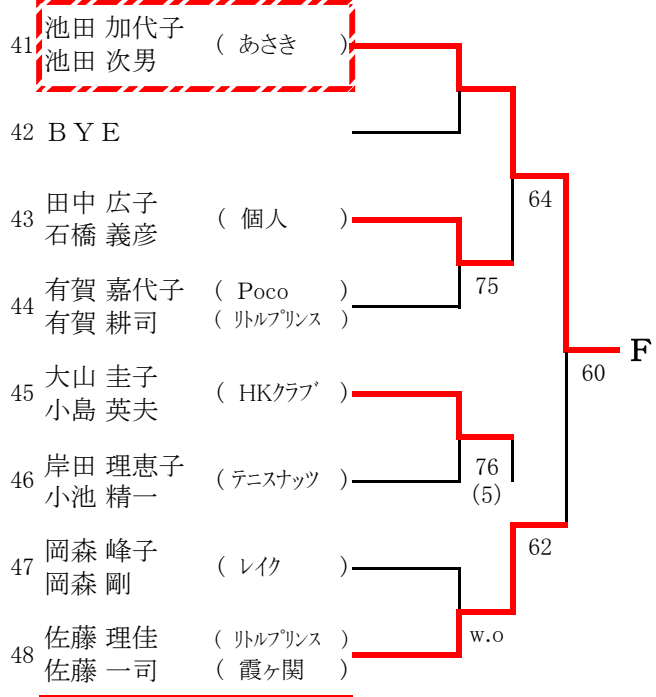 41 池田 加代子 ( あさき )
池田 次男
42 ＢＹＥ
43 田中 広子 ( 個人 )
石橋 義彦
64
44 有賀 嘉代子 ( Poco )
有賀 耕司 ( ﾘﾄﾙﾌﾟﾘﾝｽ )
75
F
60
45 大山 圭子 ( HKｸﾗﾌﾞ )
小島 英夫
46 岸田 理恵子 ( ﾃﾆｽﾅｯﾂ )
小池 精一
76
(5)
47 岡森 峰子 ( ﾚｲｸ )
岡森 剛
62
48 佐藤 理佳 ( ﾘﾄﾙﾌﾟﾘﾝｽ )
佐藤 一司 ( 霞ヶ関 )
w.o